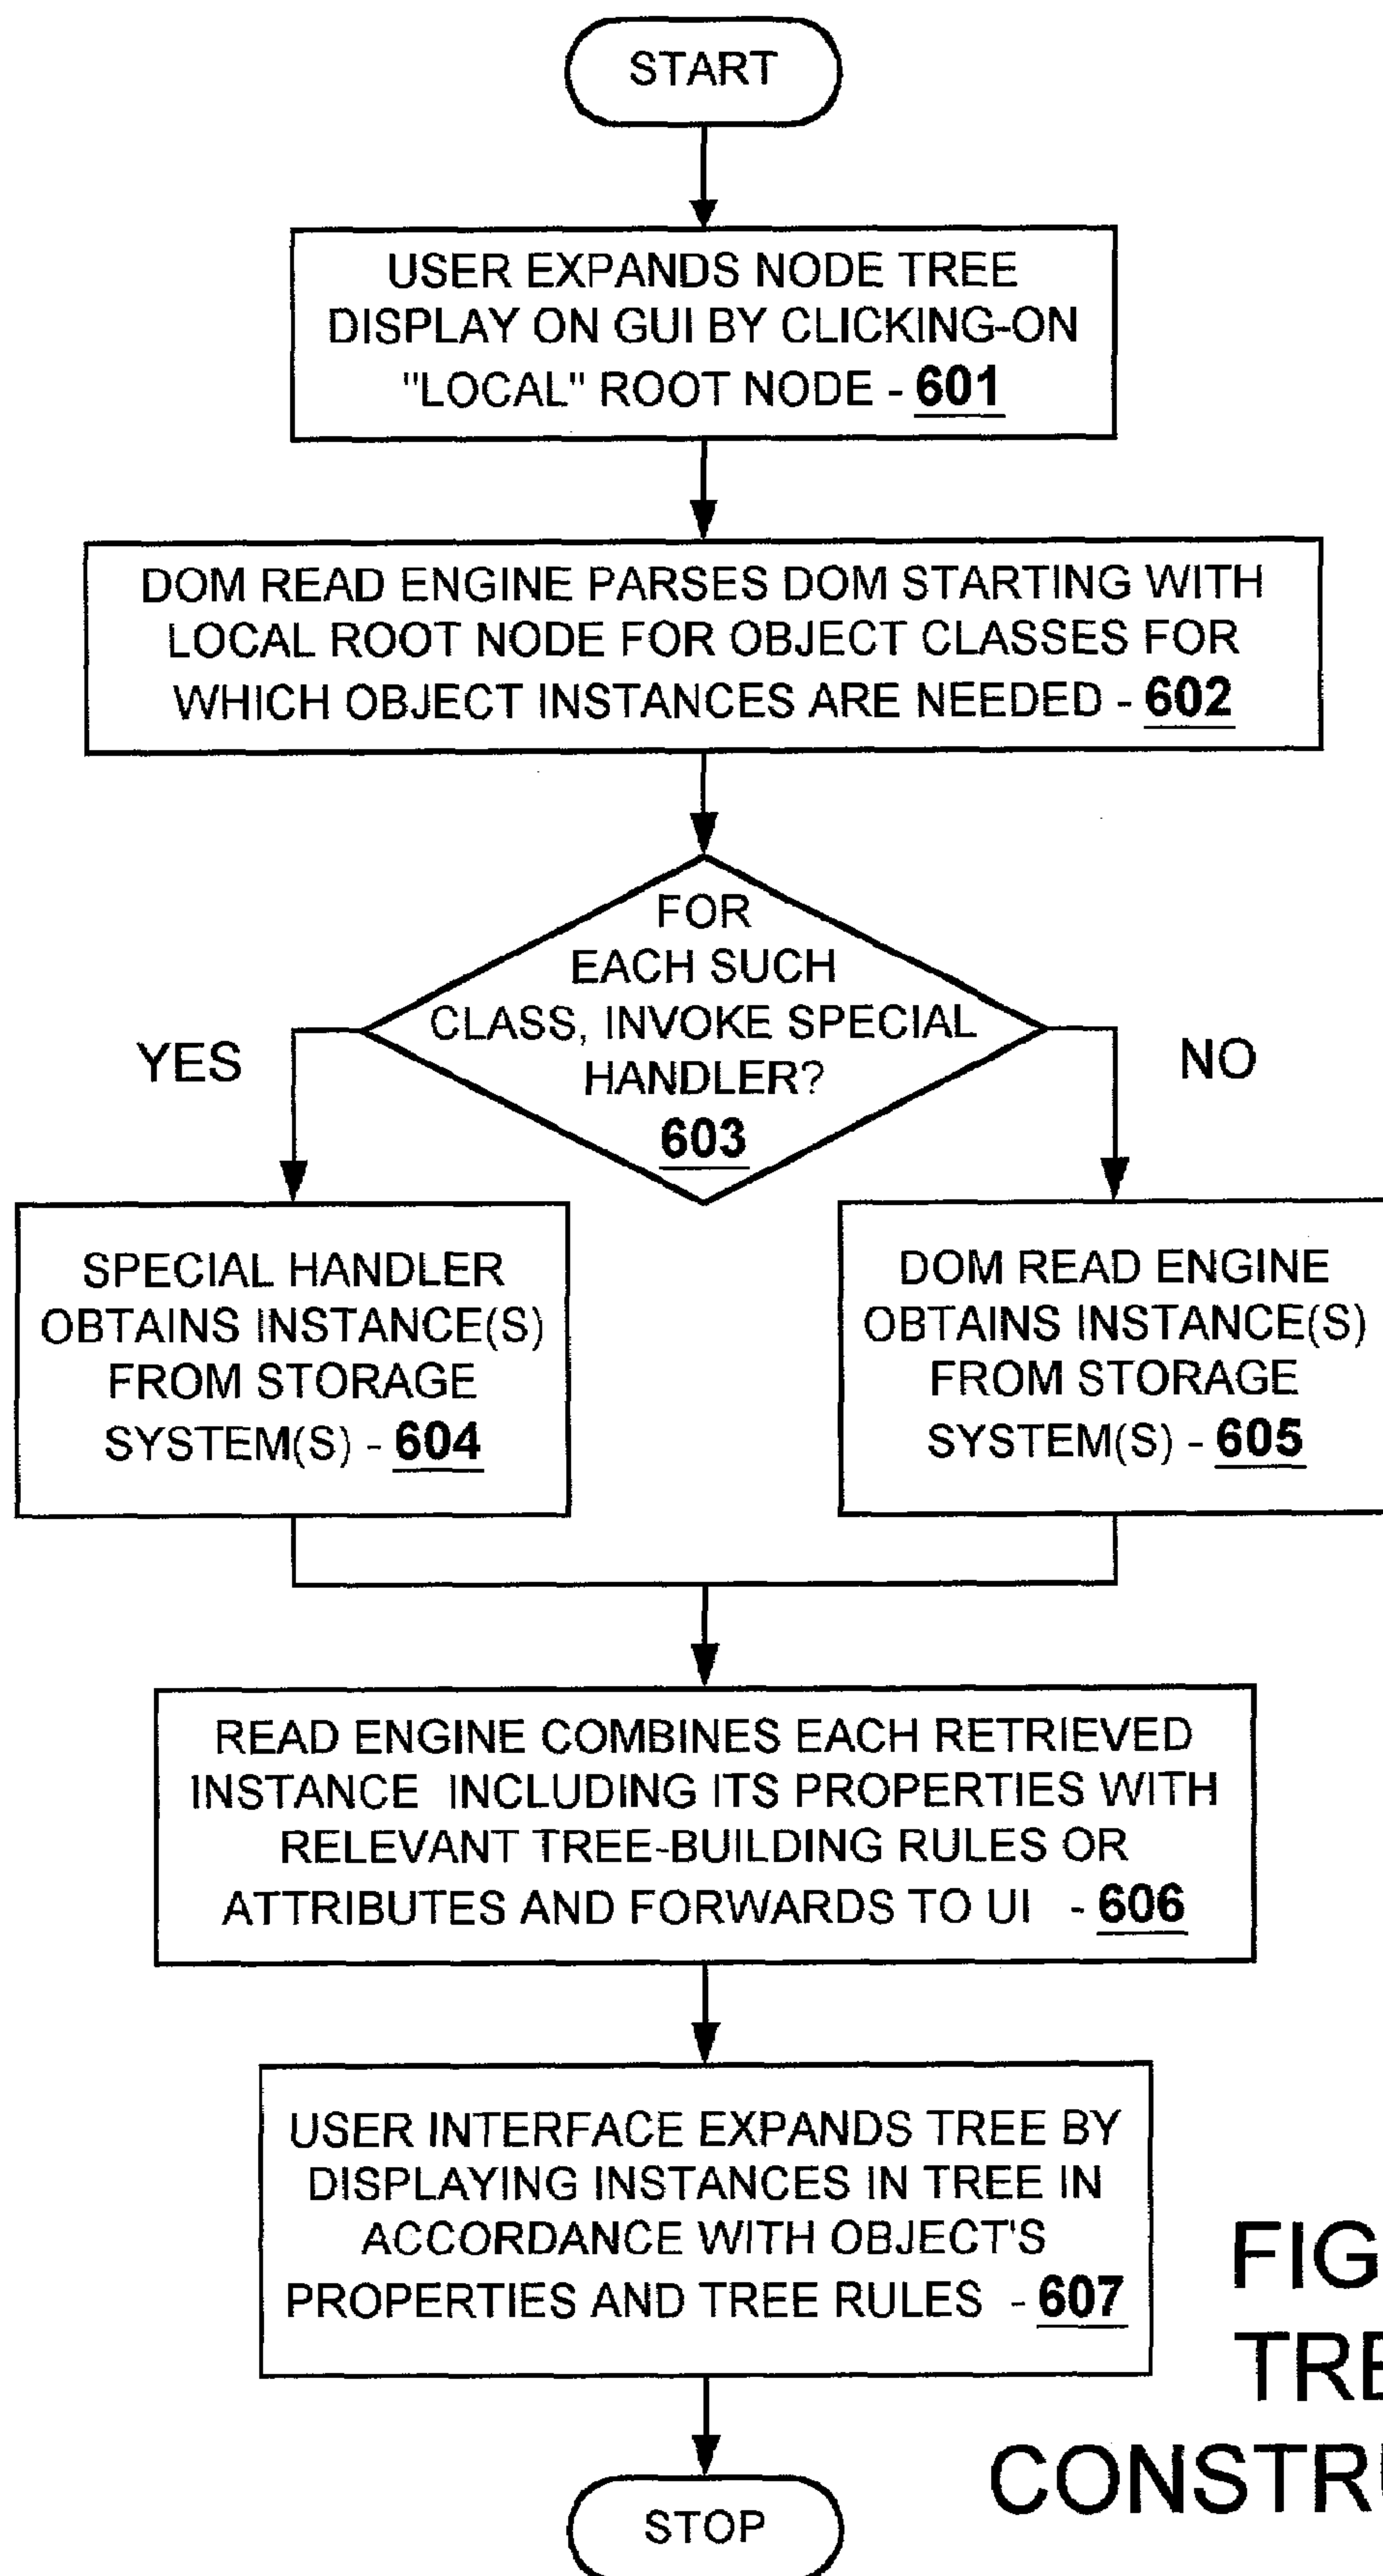 START
USER EXPANDS NODE TREE
DISPLAY ON GUI BY CLICKING-ON
"LOCAL" ROOT NODE - 601
DOM READ ENGINE PARSES DOM STARTING WITH
LOCAL ROOT NODE FOR OBJECT CLASSES FOR
WHICH OBJECT INSTANCES ARE NEEDED - 602
FOR
EACH SUCH
CLASS, INVOKE SPECIAL
HANDLER?
603
YES
NO
SPECIAL HANDLER
OBTAINS INSTANCE(S)
FROM STORAGE
SYSTEM(S) - 604
DOM READ ENGINE
OBTAINS INSTANCE(S)
FROM STORAGE
SYSTEM(S) - 605
READ ENGINE COMBINES EACH RETRIEVED
INSTANCE INCLUDING ITS PROPERTIES WITH
RELEVANT TREE-BUILDING RULES OR
ATTRIBUTES AND FORWARDS TO UI - 606
USER INTERFACE EXPANDS TREE BY
DISPLAYING INSTANCES IN TREE IN
ACCORDANCE WITH OBJECT'S
PROPERTIES AND TREE RULES - 607
STOP
FIG